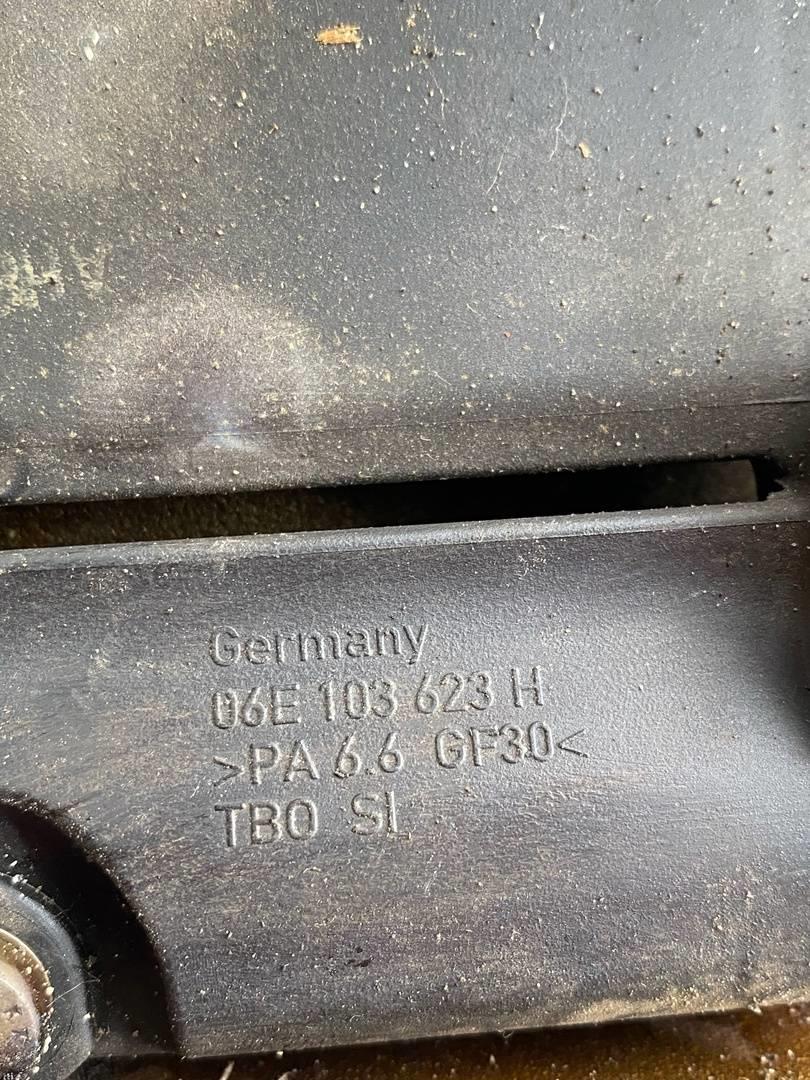 Germany
06E 103 623 H
>PA 6.6 GF30<
TBO SL